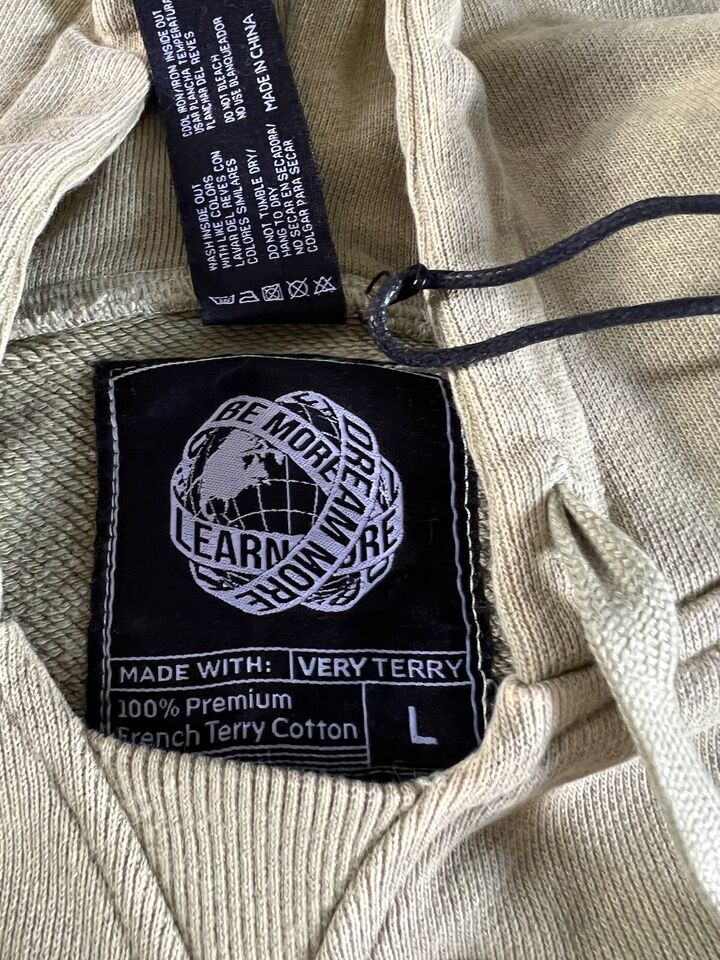 COOL IRON/IRON INSIDE OUT
USAR PLANCHA TEMPERATURA
PLANCHAR DEL REVES
DO NOT BLEACH
NO USE BLANQUEADOR
MADE IN CHINA
WASH INSIDE OUT
WITH LIKE COLORS
LAVAR DEL REVES CON
COLORES SIMILARES
DO NOT TUMBLE DRY/
HANG TO DRY
NO SECAR EN SECADORA/
COLGAR PARA SECAR
BE MORE
DREAM MORE
LEARN MORE
MADE WITH: VERY TERRY
100% Premium
French Terry Cotton
L